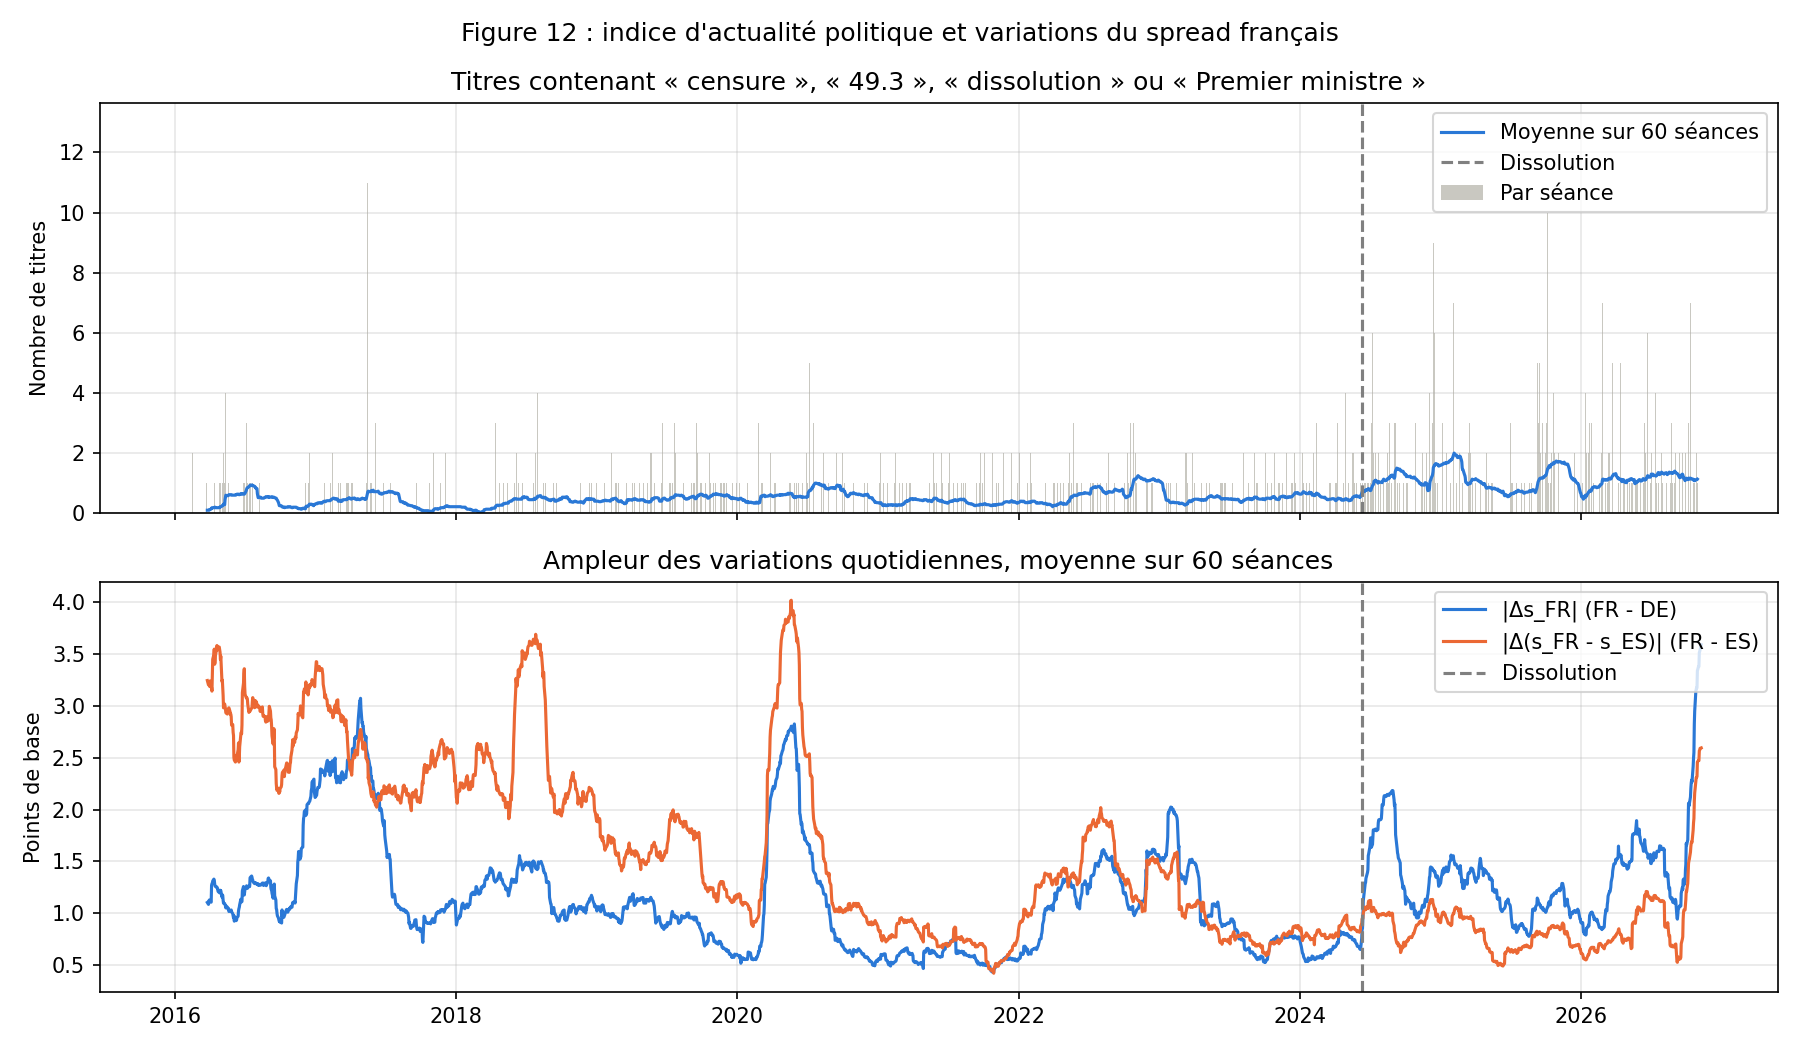 Figure 12 : indice d'actualité politique et variations du spread français
Titres contenant « censure », « 49.3 », « dissolution » ou « Premier ministre »
Nombre de titres
12
10
8
6
4
2
0
Moyenne sur 60 séances
Dissolution
Par séance
Ampleur des variations quotidiennes, moyenne sur 60 séances
Points de base
4.0
3.5
3.0
2.5
2.0
1.5
1.0
0.5
|Δs_FR| (FR - DE)
|Δ(s_FR - s_ES)| (FR - ES)
Dissolution
2016
2018
2020
2022
2024
2026